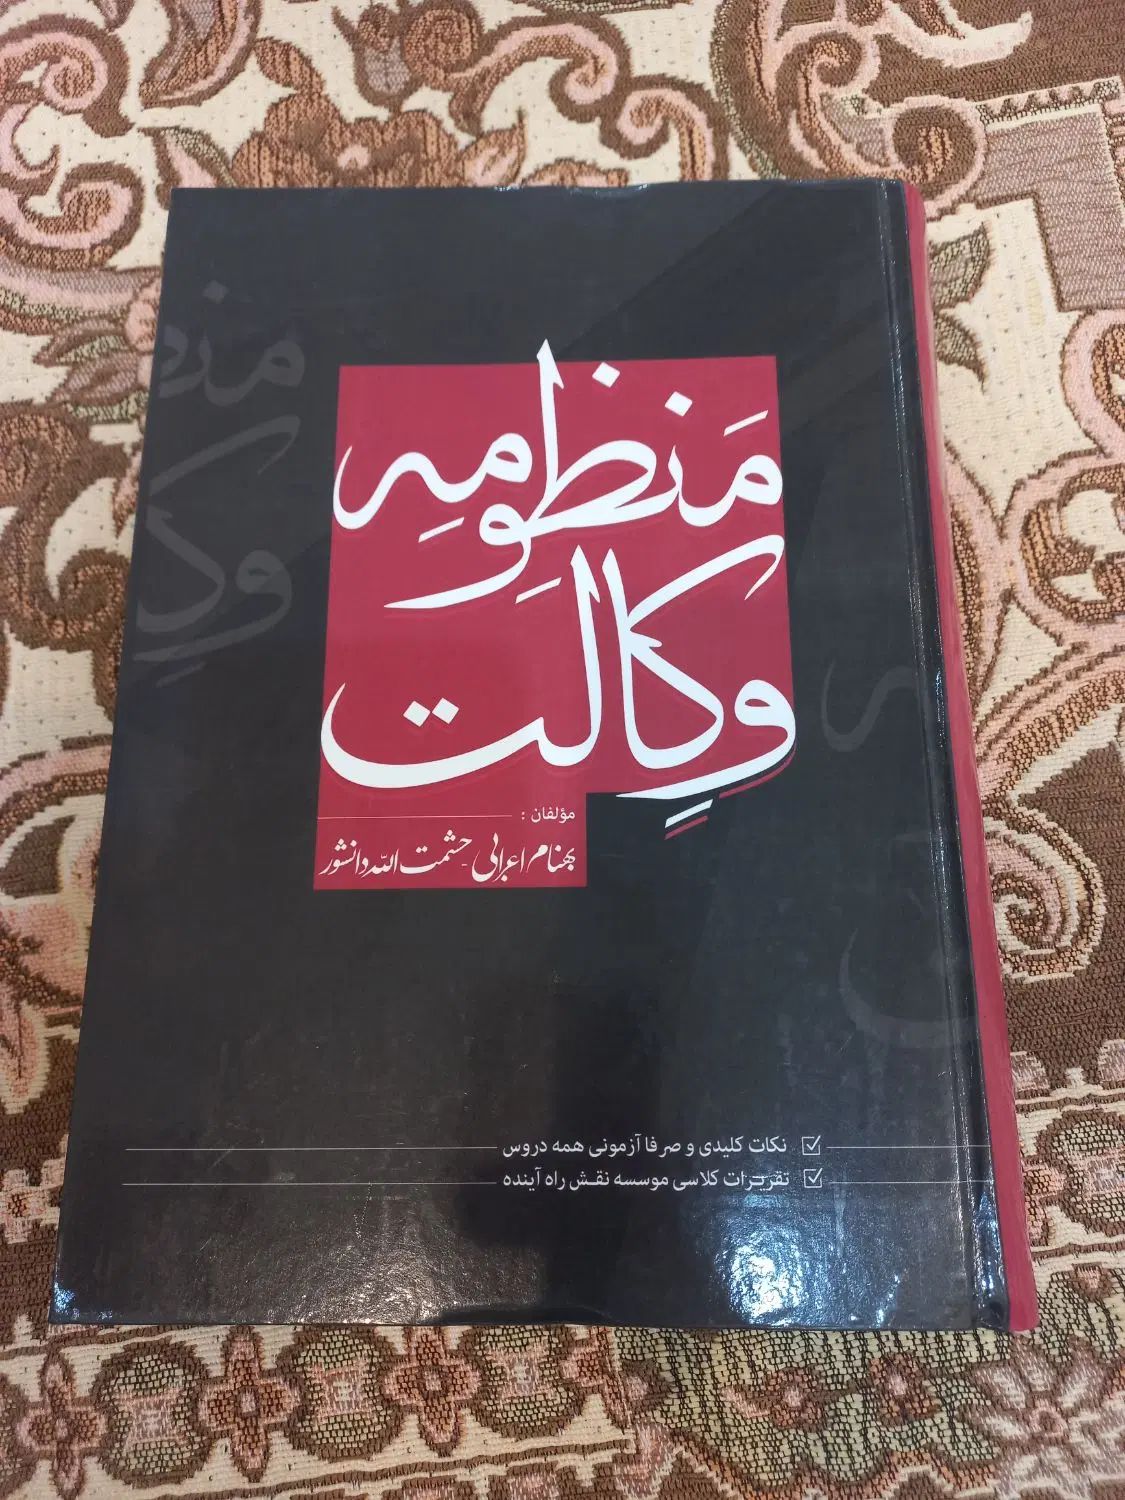 منظومه
وکالت
مؤلفان :
بهنام اعرابی - حشمت الله دانشور
نکات کلیدی و صرفا آزمونی همه دروس
تقریرات کلاسی موسسه نقش راه آینده